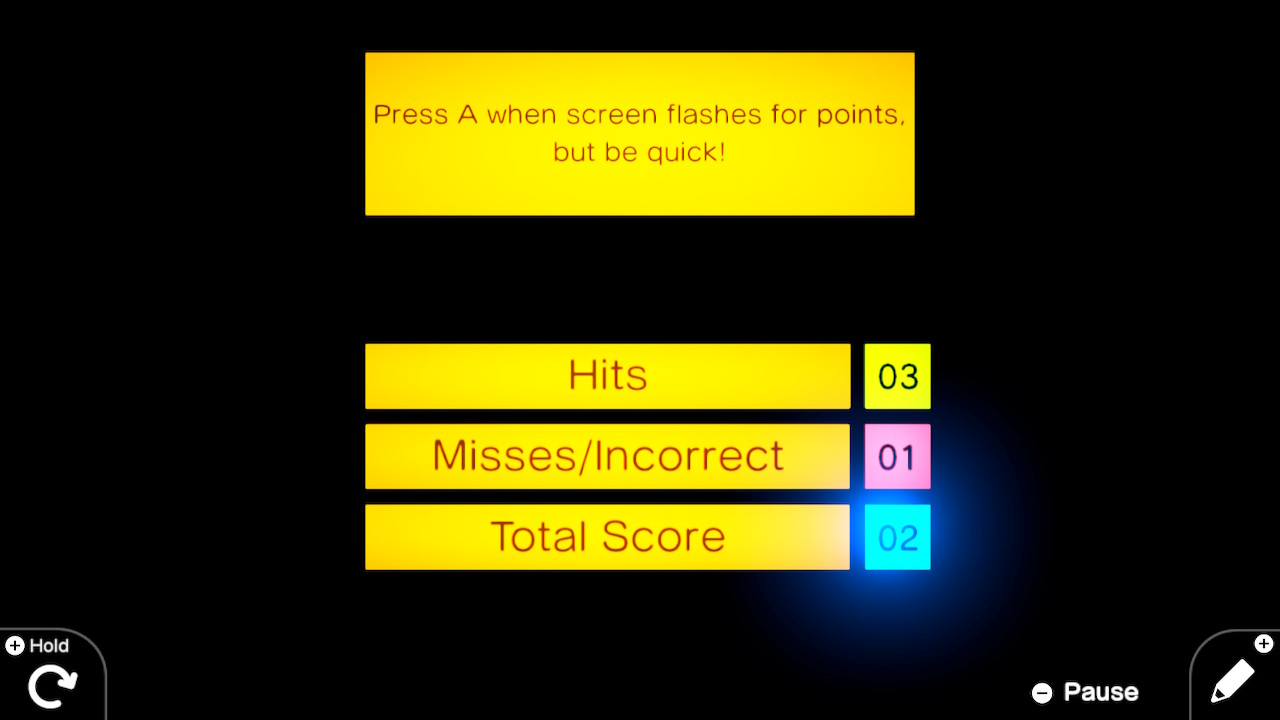 Press A when screen flashes for points,
but be quick!
Hits 03
Misses/Incorrect 01
Total Score 02
Hold
Pause